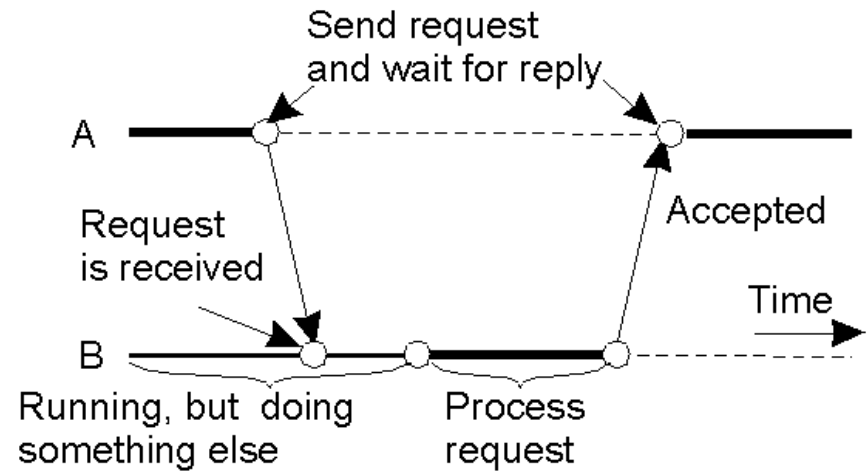 Send request
and wait for reply
A
Accepted
Request
is received
Time
B
Running, but doing
something else
Process
request